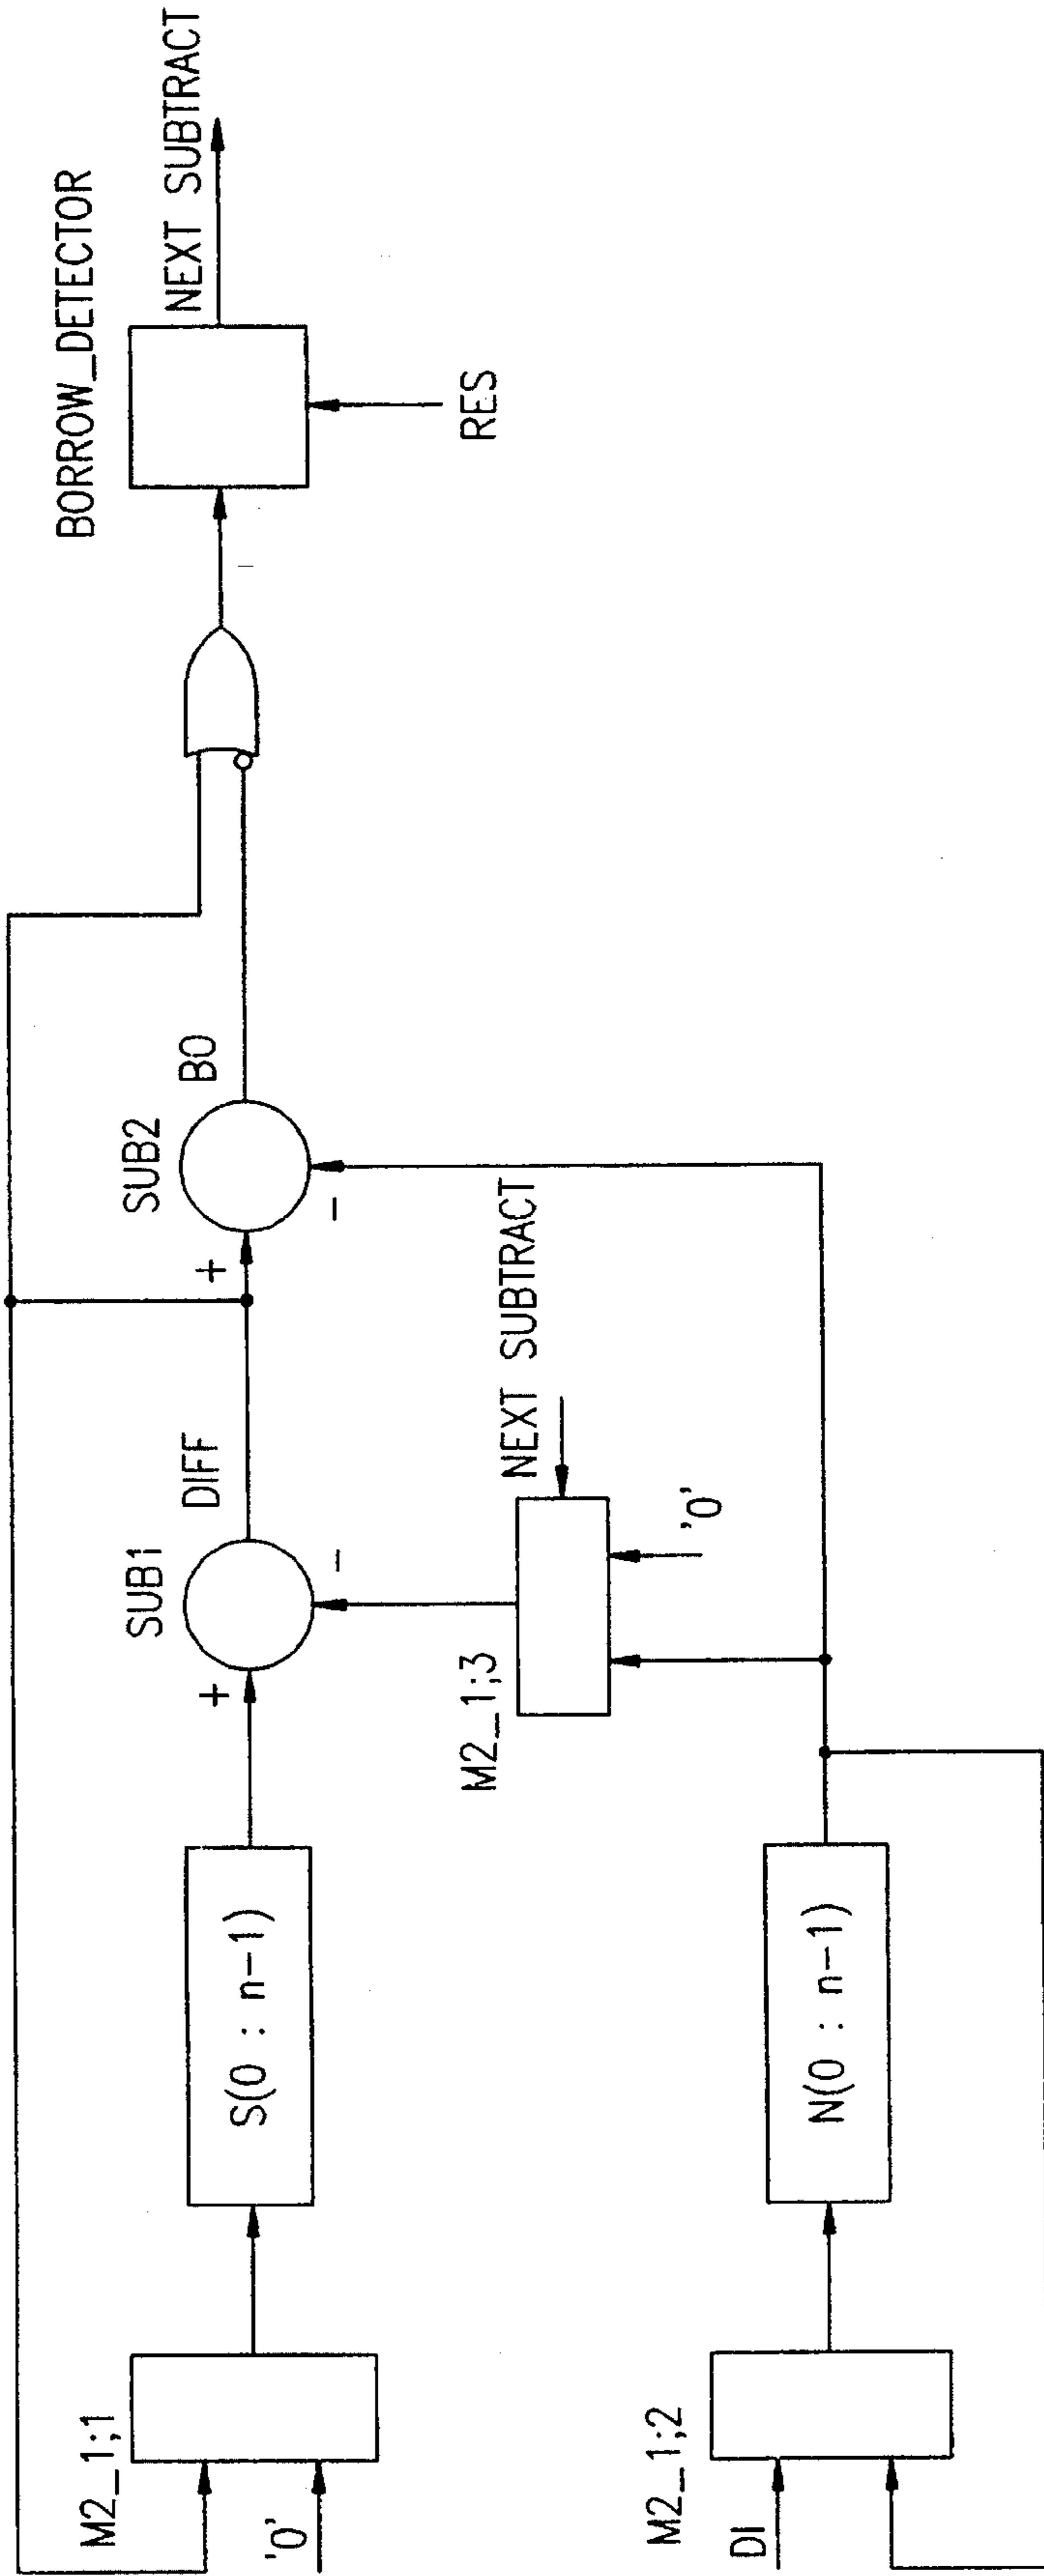 BORROW_DETECTOR
NEXT SUBTRACT
RES
SUB2
BO
+
-
SUB1
DIFF
+
-
NEXT SUBTRACT
'0'
M2_1;3
S(0 : n-1)
N(0 : n-1)
M2_1;1
'0'
M2_1;2
DI